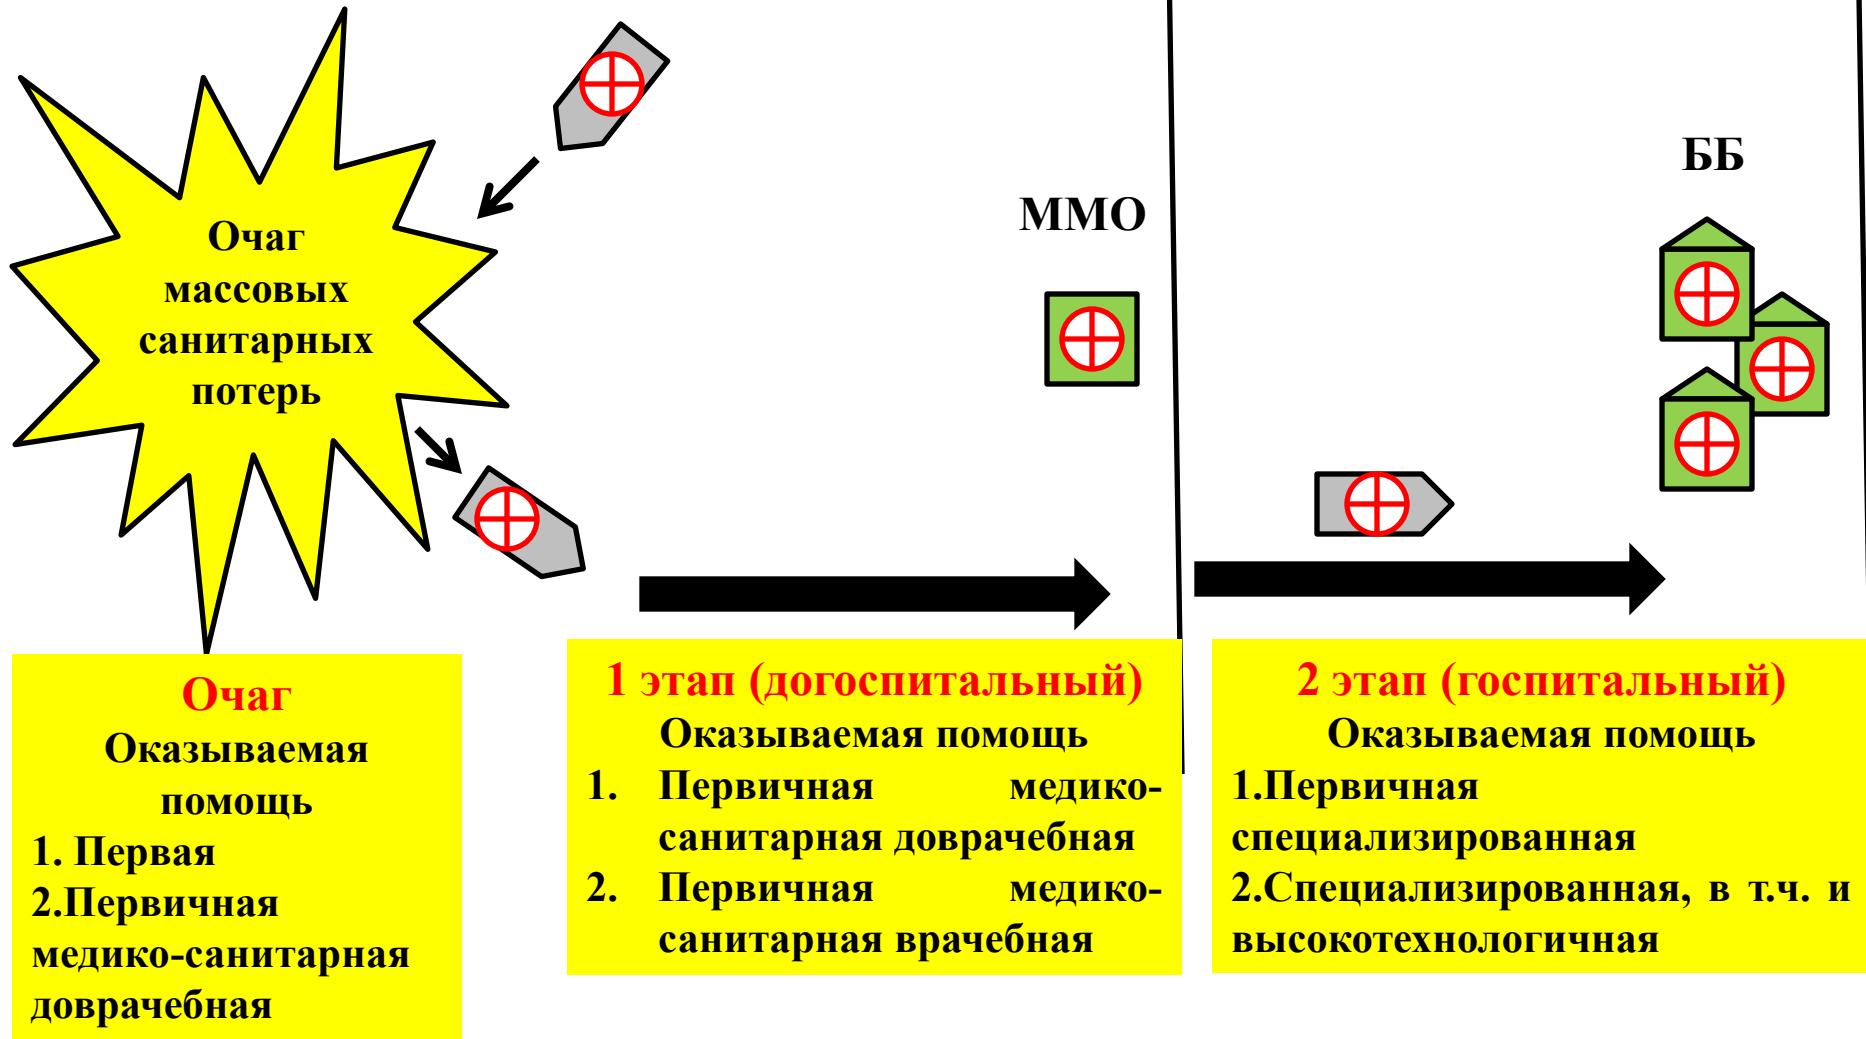 Очаг
массовых
санитарных
потерь
ММО
ББ
Очаг
Оказываемая
помощь
1. Первая
2.Первичная
медико-санитарная
доврачебная
1 этап (догоспитальный)
Оказываемая помощь
1. Первичная медико-
санитарная доврачебная
2. Первичная медико-
санитарная врачебная
2 этап (госпитальный)
Оказываемая помощь
1.Первичная
специализированная
2.Специализированная, в т.ч. и
высокотехнологичная